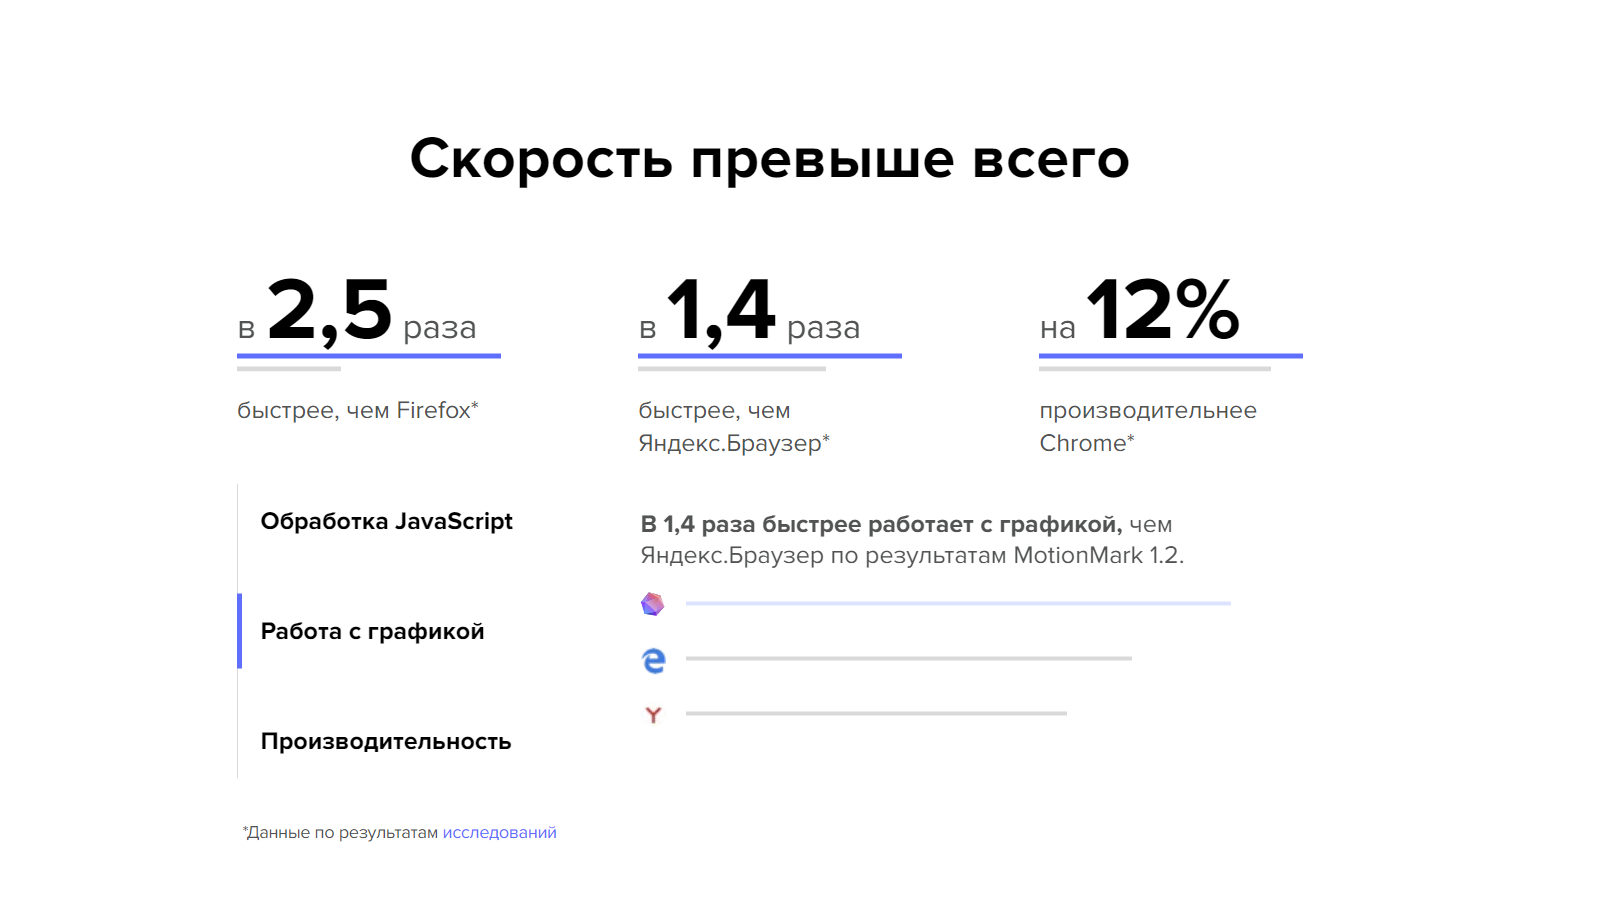 Скорость превыше всего
в 2,5 раза
быстрее, чем Firefox*
в 1,4 раза
быстрее, чем
Яндекс.Браузер*
на 12%
производительнее
Chrome*
Обработка JavaScript
Работа с графикой
Производительность
В 1,4 раза быстрее работает с графикой, чем
Яндекс.Браузер по результатам MotionMark 1.2.
*Данные по результатам исследований